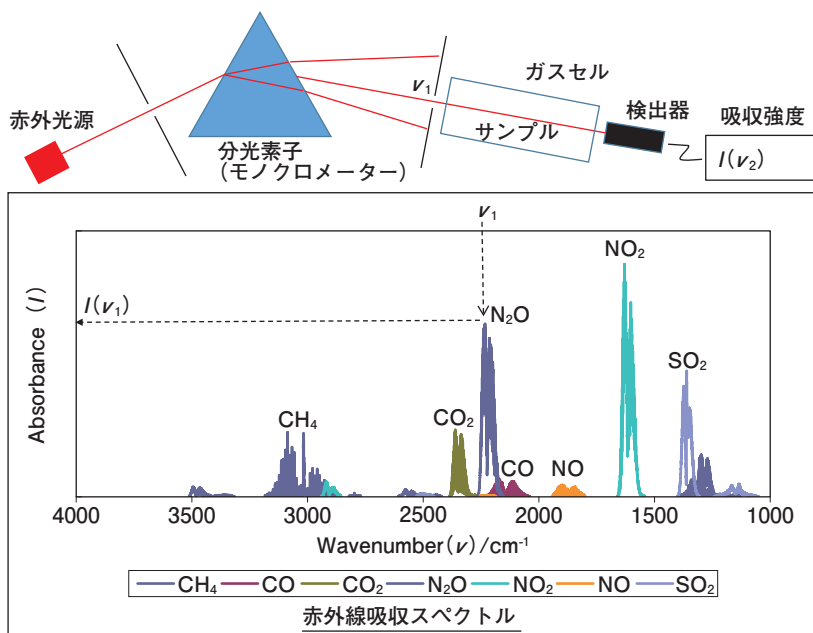 赤外光源
分光素子
(モノクロメーター)
ν₁
ガスセル
サンプル
検出器
吸収強度
I(ν₂)
ν₁
I(ν₁)
Absorbance (I)
CH₄
CO₂
N₂O
CO
NO
NO₂
SO₂
4000 3500 3000 2500 2000 1500 1000
Wavenumber(ν)/cm⁻¹
CH₄ CO CO₂ N₂O NO₂ NO SO₂
赤外線吸収スペクトル